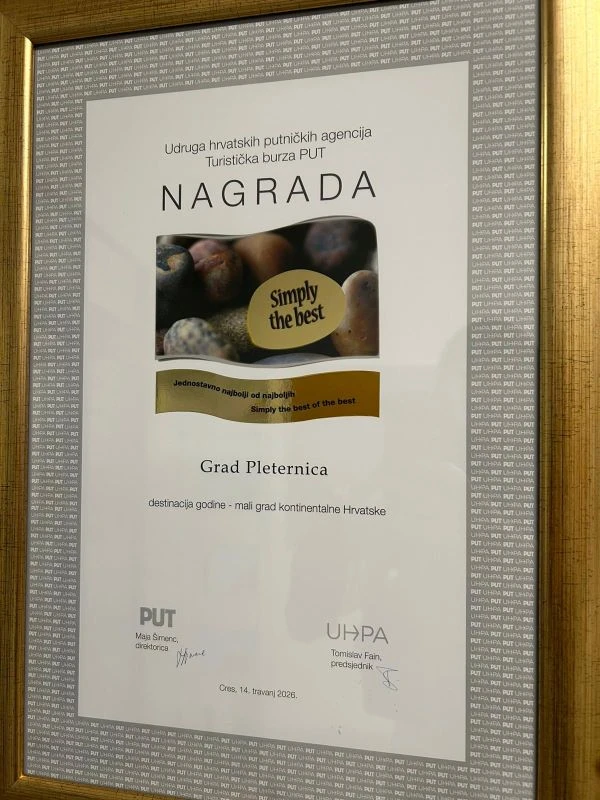 Udruga hrvatskih putničkih agencija
Turistička burza PUT
NAGRADA
Simply
the best
Jednostavno najbolji od najboljih
Simply the best of the best
Grad Pleternica
destinacija godine - mali grad kontinentalne Hrvatske
PUT
Maja Šimenc,
direktorica
UHPA
Tomislav Fain,
predsjednik
Cres, 14. travanj 2026.